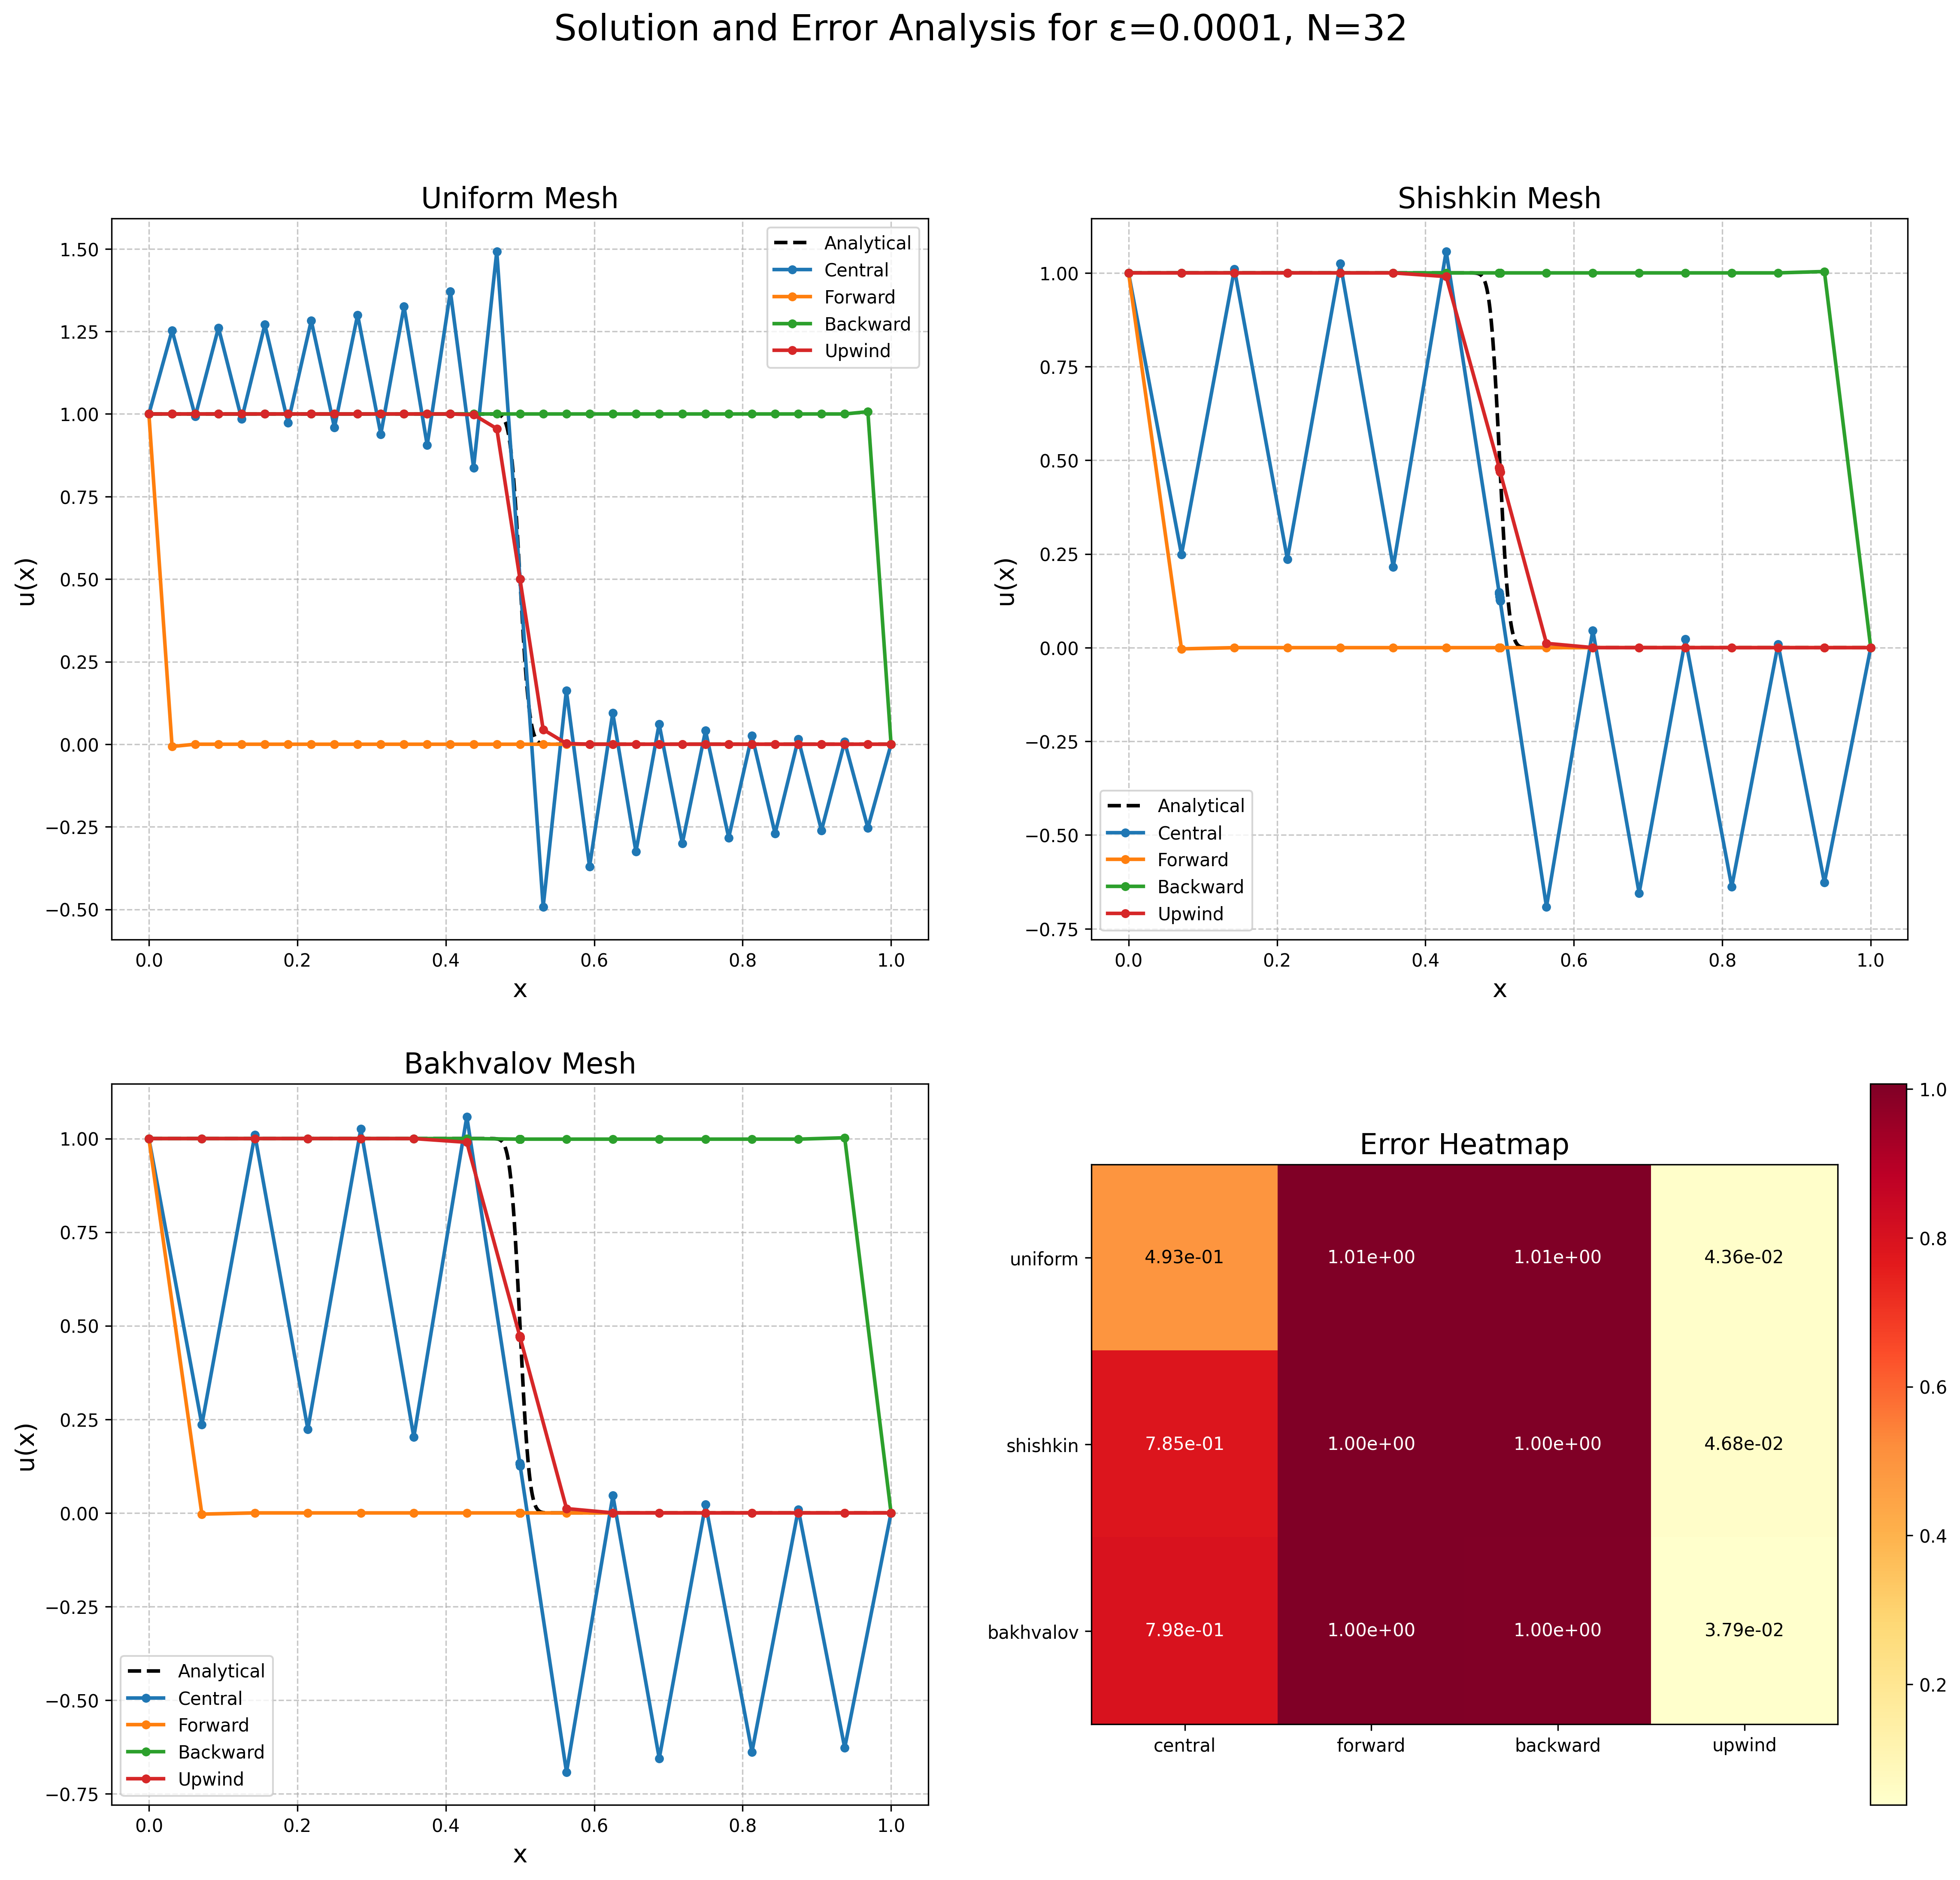 Solution and Error Analysis for ε=0.0001, N=32
Uniform Mesh
1.50
1.25
1.00
0.75
0.50
0.25
0.00
−0.25
−0.50
u(x)
0.0 0.2 0.4 0.6 0.8 1.0
x
Analytical
Central
Forward
Backward
Upwind
Shishkin Mesh
1.00
0.75
0.50
0.25
0.00
−0.25
−0.50
−0.75
u(x)
0.0 0.2 0.4 0.6 0.8 1.0
x
Analytical
Central
Forward
Backward
Upwind
Bakhvalov Mesh
1.00
0.75
0.50
0.25
0.00
−0.25
−0.50
−0.75
u(x)
0.0 0.2 0.4 0.6 0.8 1.0
x
Analytical
Central
Forward
Backward
Upwind
Error Heatmap
uniform 4.93e-01 1.01e+00 1.01e+00 4.36e-02
shishkin 7.85e-01 1.00e+00 1.00e+00 4.68e-02
bakhvalov 7.98e-01 1.00e+00 1.00e+00 3.79e-02
central forward backward upwind
1.0
0.8
0.6
0.4
0.2